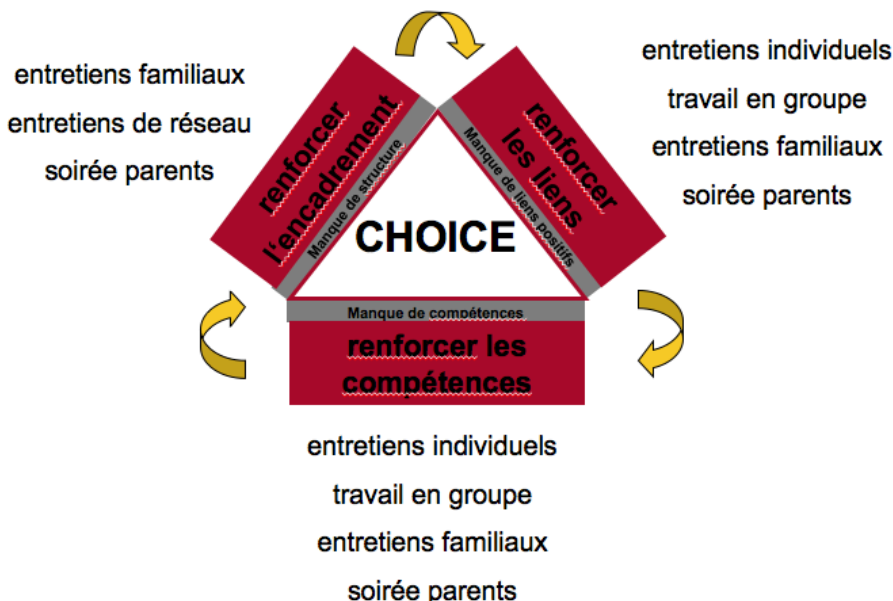 entretiens familiaux
entretiens de réseau
soirée parents
renforcer
l‘encadrement
Manque de structure
renforcer
les liens
Manque de liens positifs
entretiens individuels
travail en groupe
entretiens familiaux
soirée parents
CHOICE
Manque de compétences
renforcer les
compétences
entretiens individuels
travail en groupe
entretiens familiaux
soirée parents